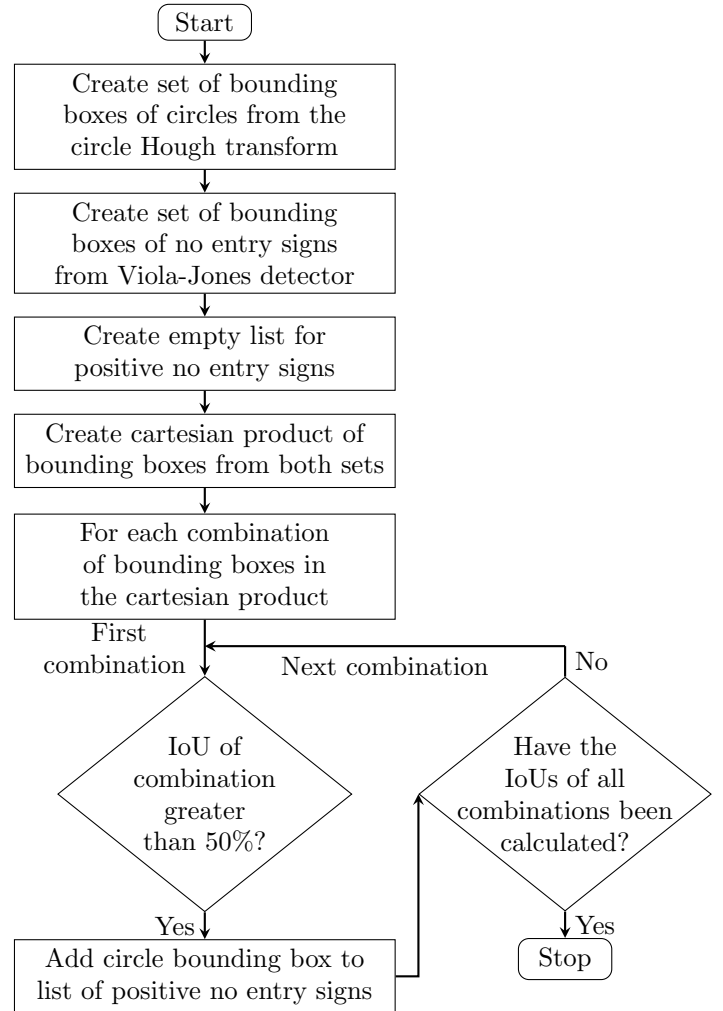 Start
Create set of bounding
boxes of circles from the
circle Hough transform
Create set of bounding
boxes of no entry signs
from Viola-Jones detector
Create empty list for
positive no entry signs
Create cartesian product of
bounding boxes from both sets
For each combination
of bounding boxes in
the cartesian product
First
combination
Next combination
No
IoU of
combination
greater
than 50%?
Have the
IoUs of all
combinations been
calculated?
Yes
Yes
Add circle bounding box to
list of positive no entry signs
Stop